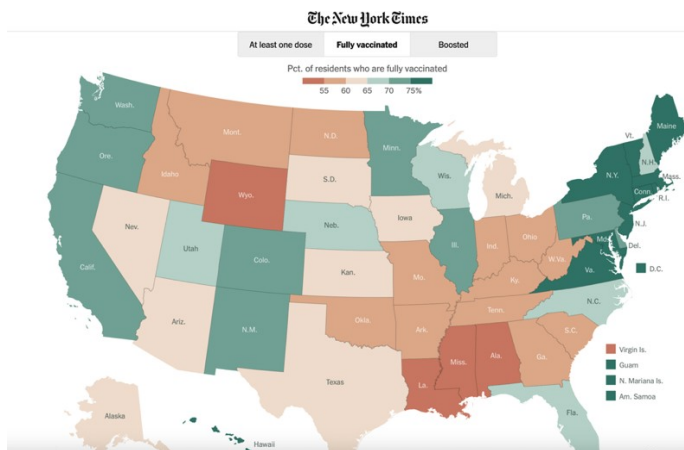 The New York Times
At least one dose Fully vaccinated Boosted
Pct. of residents who are fully vaccinated
55 60 65 70 75%
Wash.
Mont.
N.D.
Minn.
Vt.
Maine
Ore.
Idaho
Wyo.
S.D.
Wis.
Mich.
N.Y.
N.H.
Mass.
Conn.
R.I.
Nev.
Utah
Colo.
Neb.
Iowa
Ill.
Ind.
Ohio
Pa.
N.J.
Md.
Del.
Calif.
Kan.
Mo.
Ky.
W.Va.
Va.
D.C.
Ariz.
N.M.
Okla.
Ark.
Tenn.
N.C.
S.C.
Texas
La.
Miss.
Ala.
Ga.
Fla.
Virgin Is.
Guam
N. Mariana Is.
Am. Samoa
Alaska
Hawaii